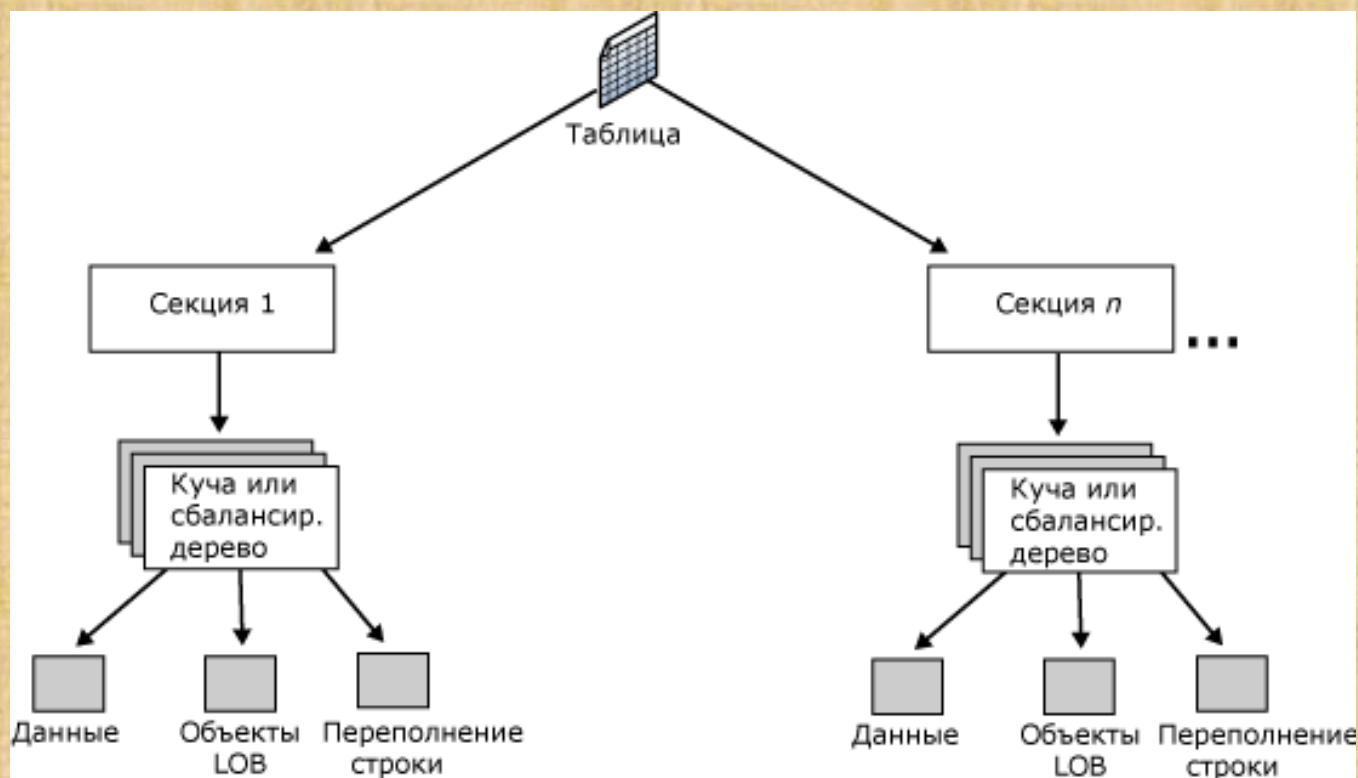 Таблица
Секция 1
Секция n
...
Куча или
сбалансир.
дерево
Куча или
сбалансир.
дерево
Данные
Объекты
LOB
Переполнение
строки
Данные
Объекты
LOB
Переполнение
строки